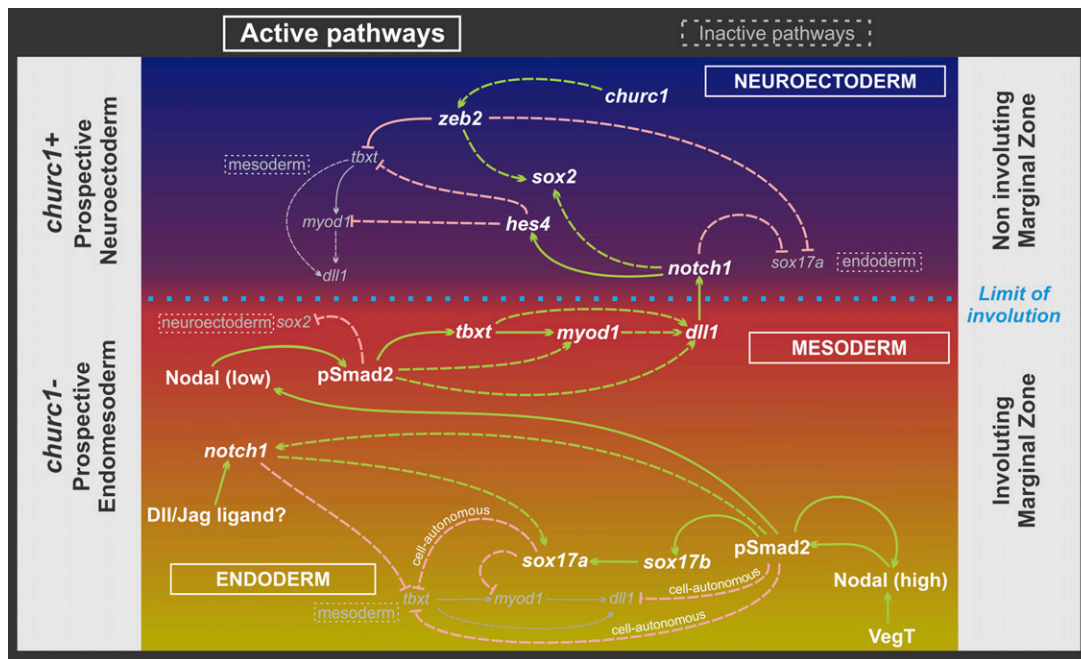 Active pathways
Inactive pathways
churc1+
Prospective
Neuroectoderm
churc1-
Prospective
Endomesoderm
NEUROECTODERM
churc1
zeb2
tbxt
mesoderm
sox2
myod1
hes4
dll1
notch1
sox17a
endoderm
Non involuting
Marginal Zone
Limit of
involution
neuroectoderm sox2
tbxt
myod1
dll1
MESODERM
Nodal (low)
pSmad2
notch1
Dll/Jag ligand?
cell-autonomous
sox17a
sox17b
pSmad2
ENDODERM
cell-autonomous
Nodal (high)
tbxt
myod1
dll1
mesoderm
cell-autonomous
VegT
Involuting
Marginal Zone